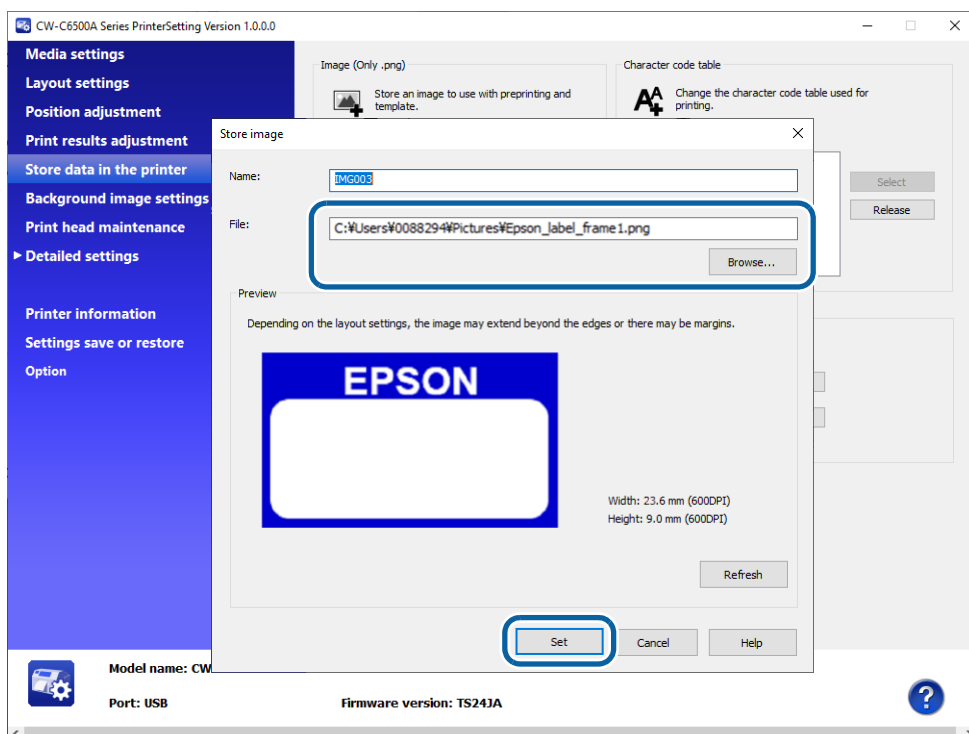 CW-C6500A Series PrinterSetting Version 1.0.0.0
Media settings
Layout settings
Position adjustment
Print results adjustment
Store data in the printer
Background image settings
Print head maintenance
Detailed settings
Printer information
Settings save or restore
Option
Image (Only .png)
Store an image to use with preprinting and
template.
Character code table
Change the character code table used for
printing.
Select
Release
Store image
Name:
IMG003
File:
C:¥Users¥0088294¥Pictures¥Epson_label_frame1.png
Browse...
Preview
Depending on the layout settings, the image may extend beyond the edges or there may be margins.
EPSON
Width: 23.6 mm (600DPI)
Height: 9.0 mm (600DPI)
Refresh
Set
Cancel
Help
Model name: CW
Port: USB
Firmware version: TS24JA
?